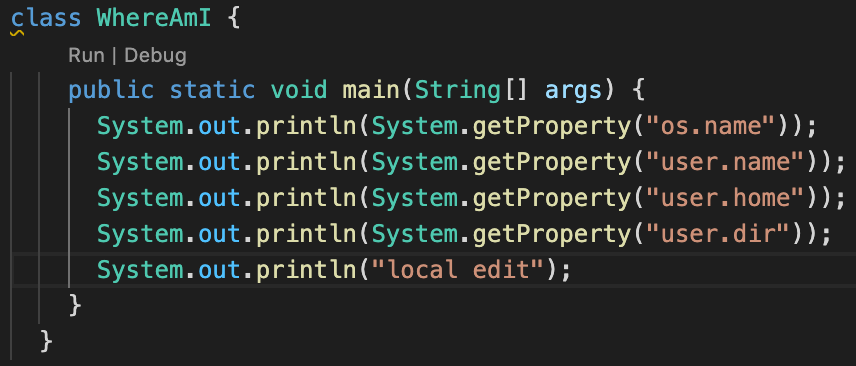 class WhereAmI {
Run | Debug
public static void main(String[] args) {
System.out.println(System.getProperty("os.name"));
System.out.println(System.getProperty("user.name"));
System.out.println(System.getProperty("user.home"));
System.out.println(System.getProperty("user.dir"));
System.out.println("local edit");
}
}